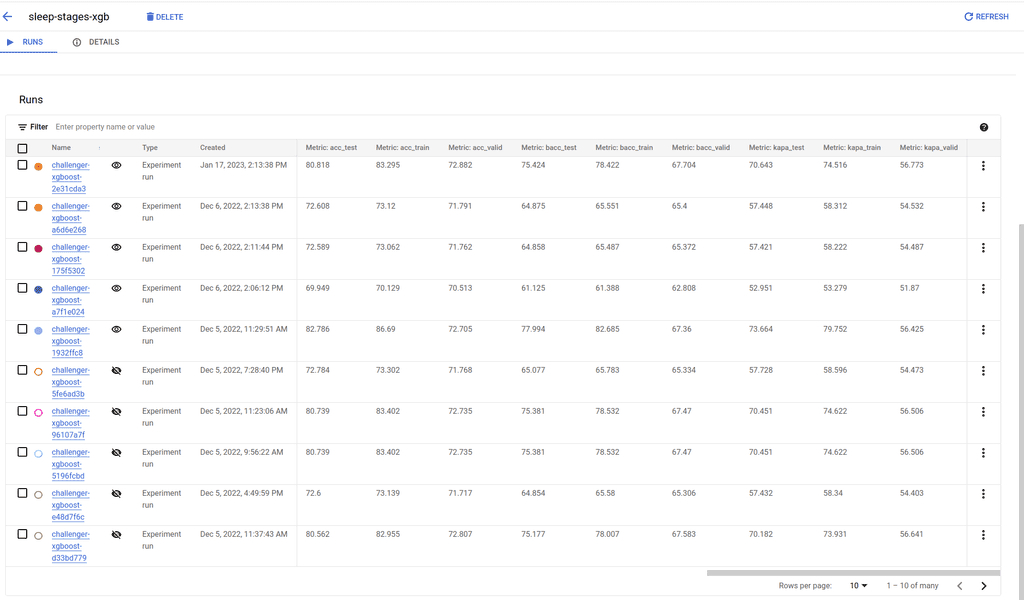 sleep-stages-xgb DELETE REFRESH
RUNS DETAILS
Runs
Filter Enter property name or value
Name ↑ Type Created Metric: acc_test Metric: acc_train Metric: acc_valid Metric: bacc_test Metric: bacc_train Metric: bacc_valid Metric: kapa_test Metric: kapa_train Metric: kapa_valid
challenger- Experiment Jan 17, 2023, 2:13:38 PM 80.818 83.295 72.882 75.424 78.422 67.704 70.643 74.516 56.773
xgboost- run
2e31cda3
challenger- Experiment Dec 6, 2022, 2:13:38 PM 72.608 73.12 71.791 64.875 65.551 65.4 57.448 58.312 54.532
xgboost- run
a6d6e268
challenger- Experiment Dec 6, 2022, 2:11:44 PM 72.589 73.062 71.762 64.858 65.487 65.372 57.421 58.222 54.487
xgboost- run
175f5302
challenger- Experiment Dec 6, 2022, 2:06:12 PM 69.949 70.129 70.513 61.125 61.388 62.808 52.951 53.279 51.87
xgboost- run
a7f1e024
challenger- Experiment Dec 5, 2022, 11:29:51 AM 82.786 86.69 72.705 77.994 82.685 67.36 73.664 79.752 56.425
xgboost- run
1932ffc8
challenger- Experiment Dec 5, 2022, 7:28:40 PM 72.784 73.302 71.768 65.077 65.783 65.334 57.728 58.596 54.473
xgboost- run
5fe6ad3b
challenger- Experiment Dec 5, 2022, 11:23:06 AM 80.739 83.402 72.735 75.381 78.532 67.47 70.451 74.622 56.506
xgboost- run
96107a7f
challenger- Experiment Dec 5, 2022, 9:56:22 AM 80.739 83.402 72.735 75.381 78.532 67.47 70.451 74.622 56.506
xgboost- run
5196fcbd
challenger- Experiment Dec 5, 2022, 4:49:59 PM 72.6 73.139 71.717 64.854 65.58 65.306 57.432 58.34 54.403
xgboost- run
e48d7f6c
challenger- Experiment Dec 5, 2022, 11:37:43 AM 80.562 82.955 72.807 75.177 78.007 67.583 70.182 73.931 56.641
xgboost- run
d33bd779
Rows per page: 10 1 – 10 of many